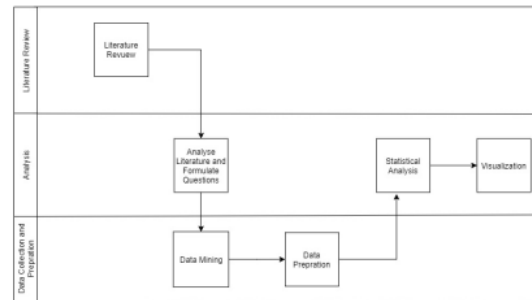 Literature Review
Literature
Revuew
Analysis
Analyse
Literature and
Formulate
Questions
Statistical
Analysis
Visualization
Data Collection and
Prepration
Data Mining
Data
Prepration